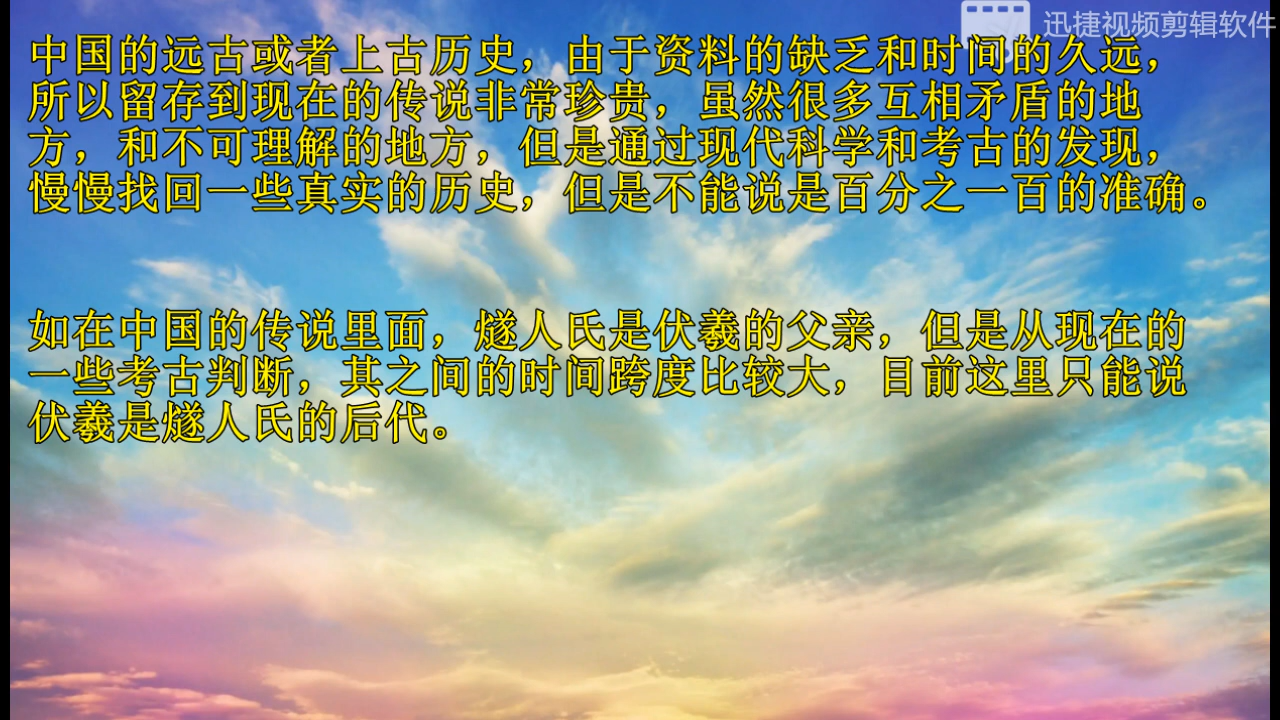 迅捷视频剪辑软件
中国的远古或者上古历史，由于资料的缺乏和时间的久远，
所以留存到现在的传说非常珍贵，虽然很多互相矛盾的地
方，和不可理解的地方，但是通过现代科学和考古的发现，
慢慢找回一些真实的历史，但是不能说是百分之一百的准确。
如在中国的传说里面，燧人氏是伏羲的父亲，但是从现在的
一些考古判断，其之间的时间跨度比较大，目前这里只能说
伏羲是燧人氏的后代。